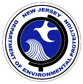 NEW JERSEY
DEPARTMENT OF ENVIRONMENTAL PROTECTION